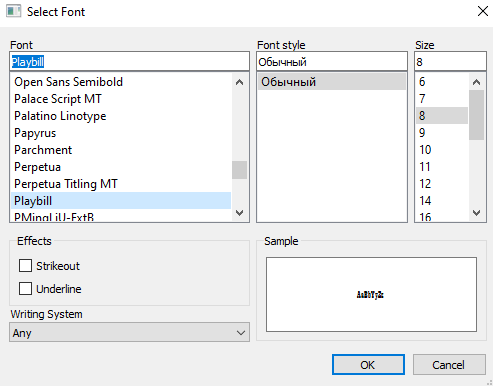 Select Font
Font
Font style
Size
Playbill
Обычный
8
Open Sans Semibold
Palace Script MT
Palatino Linotype
Papyrus
Parchment
Perpetua
Perpetua Titling MT
Playbill
PMingLiU-ExtB
Обычный
6
7
8
9
10
11
12
14
16
Effects
Strikeout
Underline
Sample
AaBbYyZz
Writing System
Any
OK
Cancel